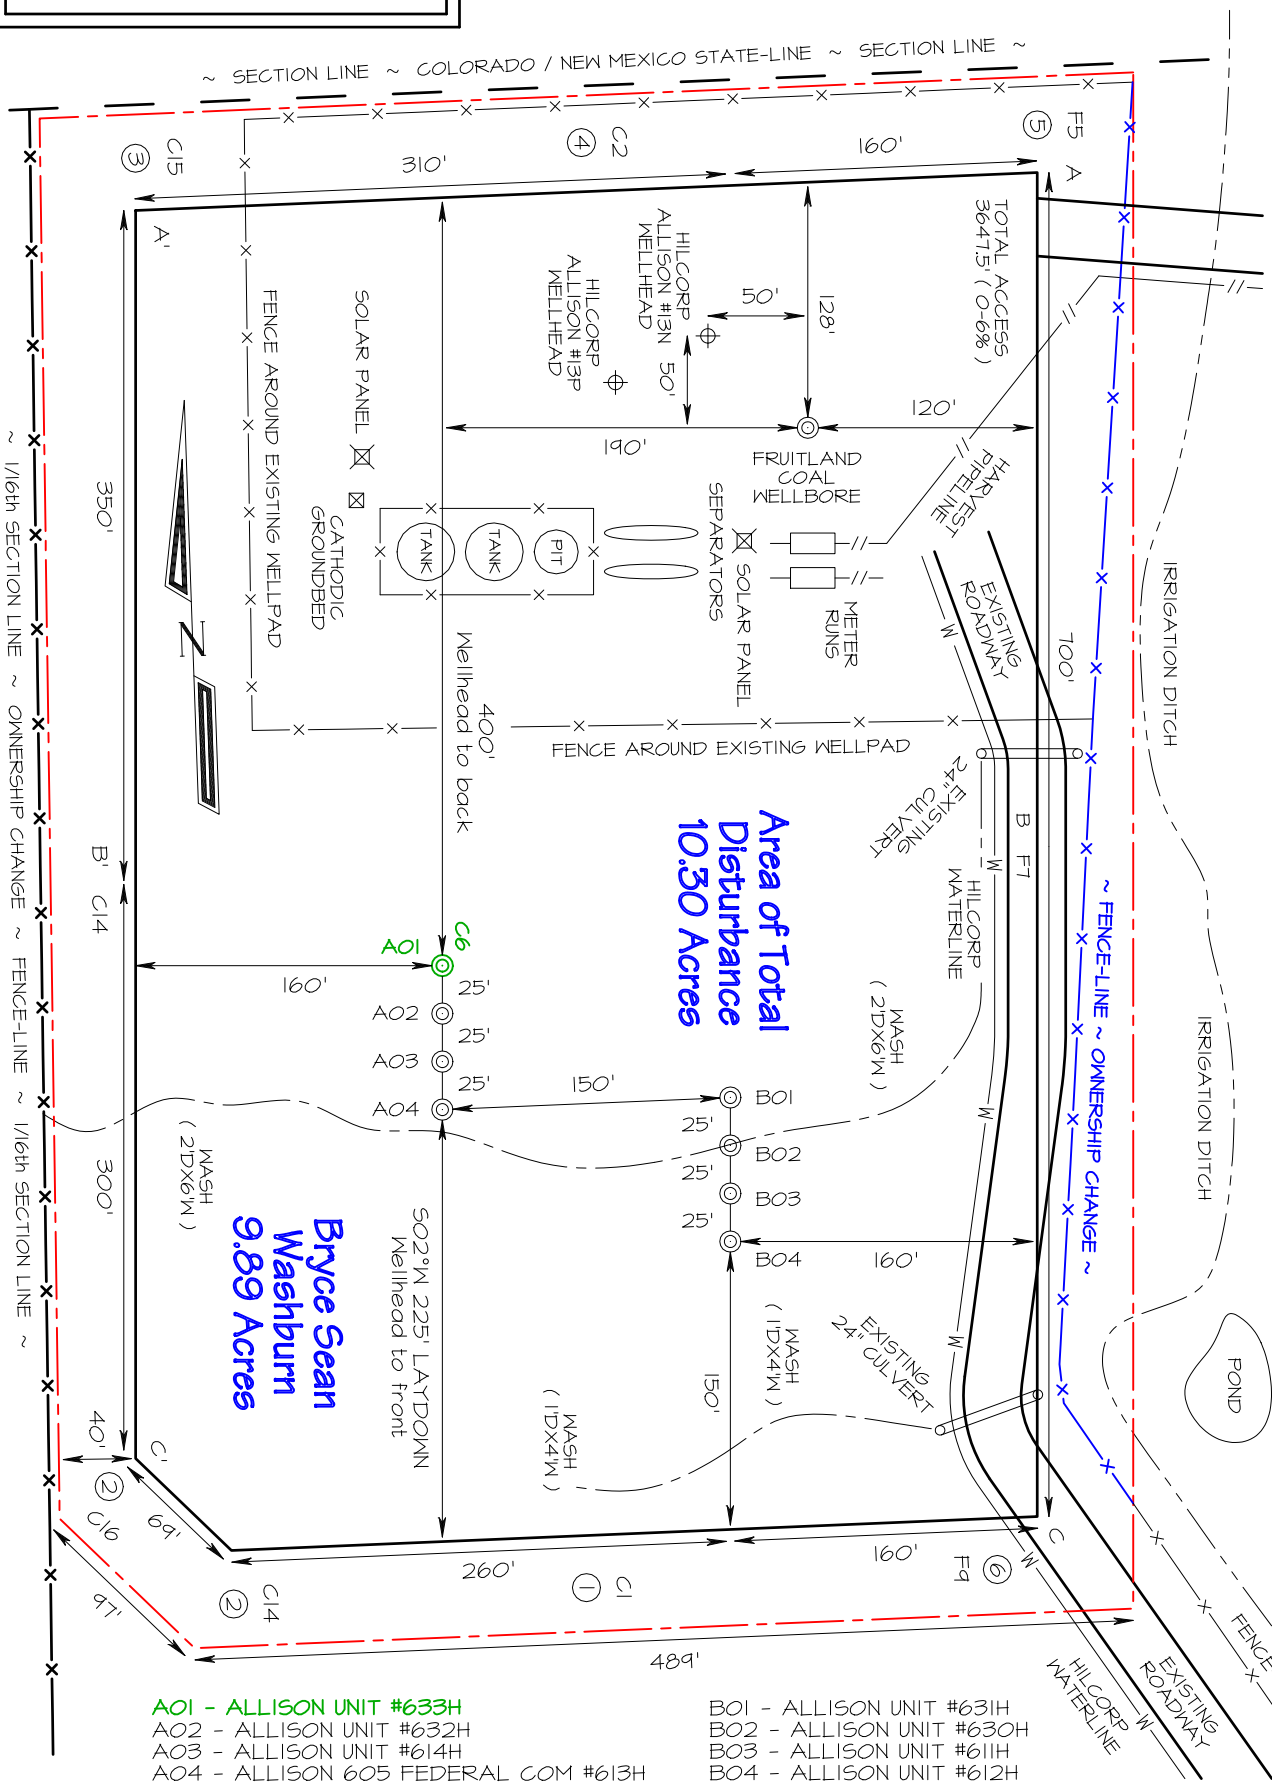 ~ SECTION LINE ~ COLORADO / NEW MEXICO STATE-LINE ~ SECTION LINE ~
F5
5
A
C2
4
C15
3
160'
310'
A'
TOTAL ACCESS
3647.5' ( 0-6% )
HILCORP
ALLISON #13N
WELLHEAD
HILCORP
ALLISON #13P
WELLHEAD
50'
128'
50'
SOLAR PANEL
FENCE AROUND EXISTING WELLPAD
120'
190'
FRUITLAND
COAL
WELLBORE
HARVEST
PIPELINE
350'
CATHODIC
GROUNDBED
TANK
TANK
PIT
SEPARATORS
SOLAR PANEL
METER
RUNS
EXISTING
ROADWAY
700'
IRRIGATION DITCH
N
W
400'
Wellhead to back
FENCE AROUND EXISTING WELLPAD
EXISTING
24" CULVERT
B F7
W
HILCORP
WATERLINE
Area of Total
Disturbance
10.30 Acres
~ FENCE-LINE ~ OWNERSHIP CHANGE ~
~ 1/16th SECTION LINE ~ OWNERSHIP CHANGE ~ FENCE-LINE ~ 1/16th SECTION LINE ~
B'
C14
C6
A01
160'
25'
A02
25'
A03
25'
A04
150'
WASH
( 2'DX6'W )
IRRIGATION DITCH
B01
25'
B02
25'
B03
25'
B04
160'
W
WASH
( 2'DX6'W )
300'
Bryce Sean
Washburn
9.89 Acres
S02°W 225' LAYDOWN
Wellhead to front
WASH
( 1'DX4'W )
WASH
( 1'DX4'W )
150'
EXISTING
24" CULVERT
W
POND
40'
C'
2
C16
69'
97'
260'
160'
C
F9
6
W
C1
1
C14
2
489'
FENCE
EXISTING
ROADWAY
HILCORP
WATERLINE
W
A01 - ALLISON UNIT #633H
A02 - ALLISON UNIT #632H
A03 - ALLISON UNIT #614H
A04 - ALLISON 605 FEDERAL COM #613H
B01 - ALLISON UNIT #631H
B02 - ALLISON UNIT #630H
B03 - ALLISON UNIT #611H
B04 - ALLISON UNIT #612H